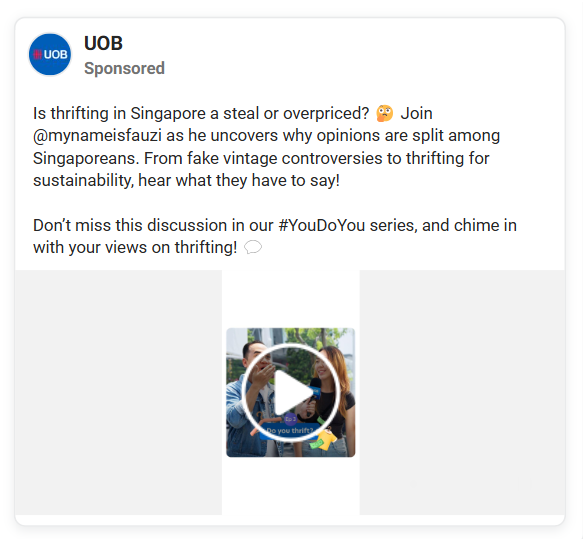 UOB
UOB
Sponsored
Is thrifting in Singapore a steal or overpriced? 🤔 Join
@mynameisfauzi as he uncovers why opinions are split among
Singaporeans. From fake vintage controversies to thrifting for
sustainability, hear what they have to say!
Don’t miss this discussion in our #YouDoYou series, and chime in
with your views on thrifting! 💬
Do you thrift?